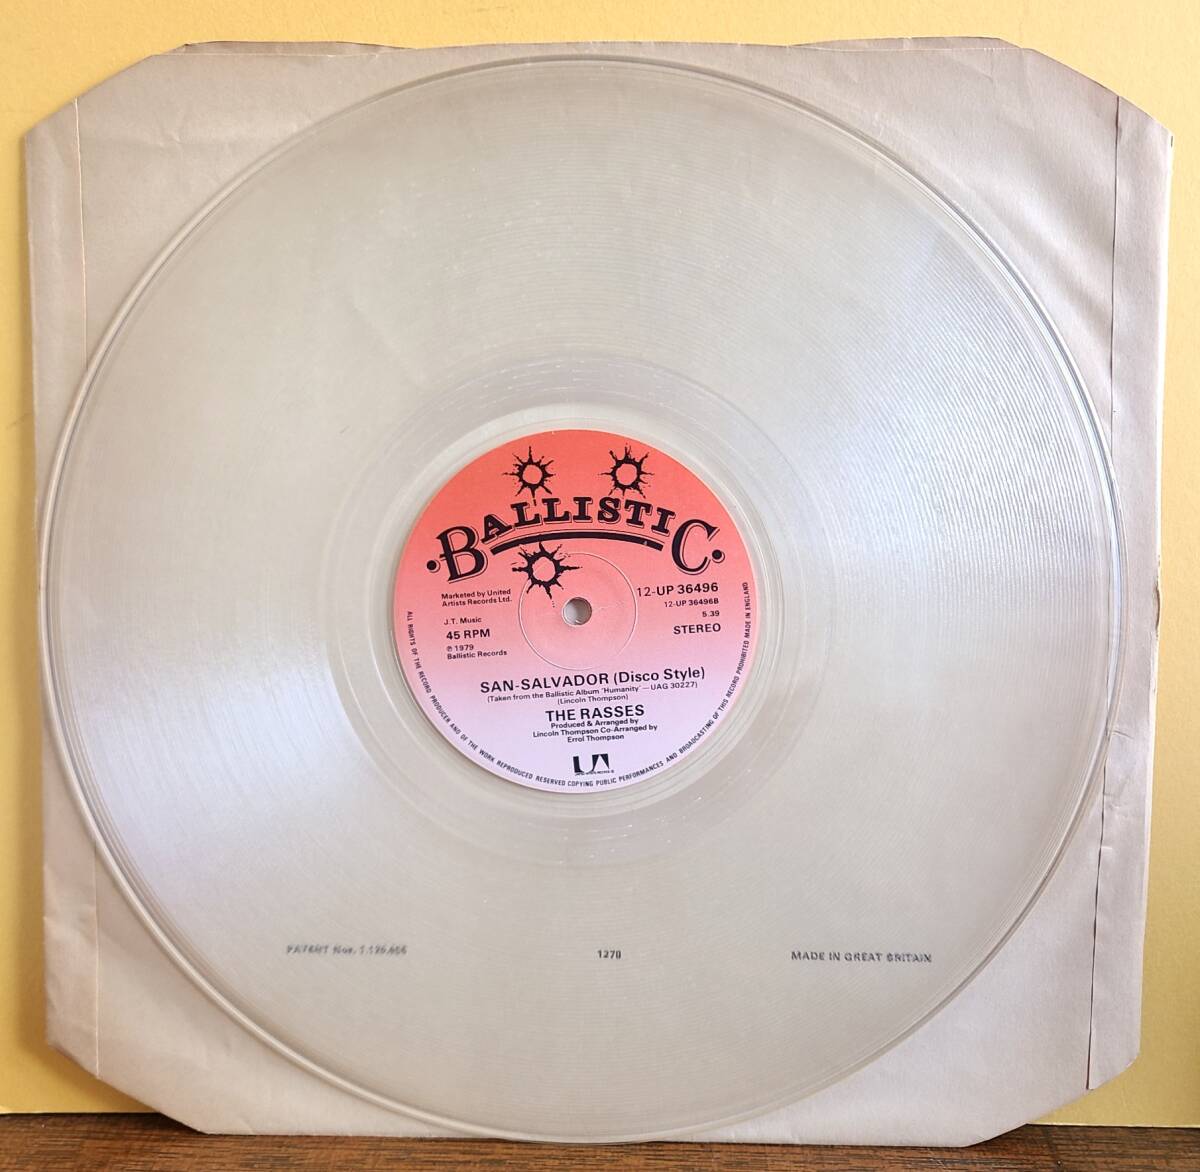 BALLISTIC
Marketed by United
Artists Records Ltd.
12-UP 36496
12-UP 36496B
5.39
STEREO
J.T. Music
45 RPM
℗ 1979
Ballistic Records
SAN-SALVADOR (Disco Style)
(Taken from the Ballistic Album 'Humanity' — UAG 30227)
(Lincoln Thompson)
THE RASSES
Produced & Arranged by
Lincoln Thompson Co-Arranged by
Errol Thompson
UA
ALL RIGHTS OF THE RECORD PRODUCER AND OF THE WORK REPRODUCED RESERVED COPYING PUBLIC PERFORMANCES AND BROADCASTING OF THIS RECORD PROHIBITED MADE IN ENGLAND
PATENT Nos. 1.125.
MADE IN GREAT BRITAIN